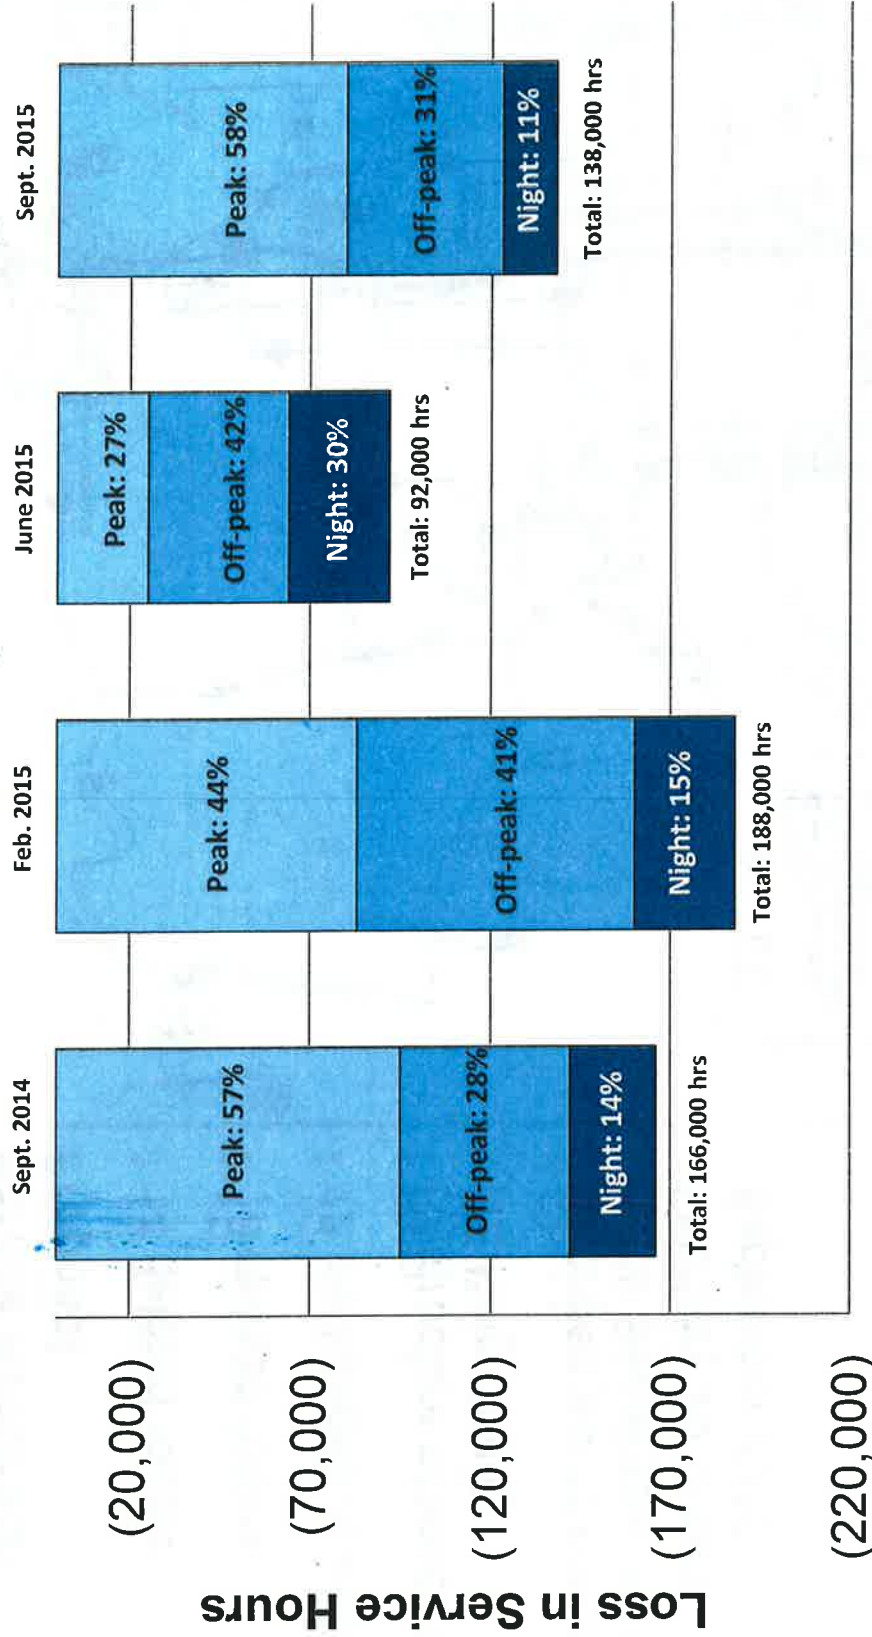 Loss in Service Hours
(20,000)
(70,000)
(120,000)
(170,000)
(220,000)
Sept. 2014
Peak: 57%
Off-peak: 28%
Night: 14%
Total: 166,000 hrs
Feb. 2015
Peak: 44%
Off-peak: 41%
Night: 15%
Total: 188,000 hrs
June 2015
Peak: 27%
Off-peak: 42%
Night: 30%
Total: 92,000 hrs
Sept. 2015
Peak: 58%
Off-peak: 31%
Night: 11%
Total: 138,000 hrs